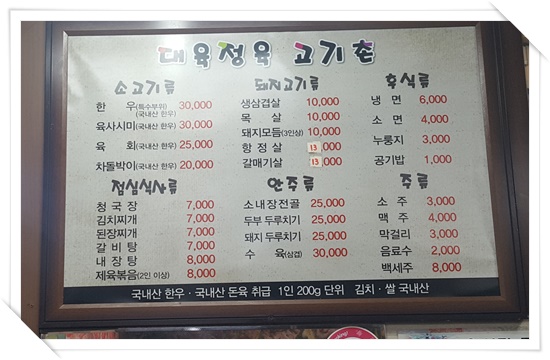 대육정육 고기촌
소고기류
한 우(특수부위)(국내산 한우) 30,000
육사시미(국내산 한우) 30,000
육 회(국내산 한우) 25,000
차돌박이(국내산 한우) 20,000
돼지고기류
생삼겹살 10,000
목 살 10,000
돼지모듬(3인상) 10,000
항 정 살 13,000
갈매기살 13,000
후식류
냉 면 6,000
소 면 4,000
누룽지 3,000
공기밥 1,000
점심식사류
청 국 장 7,000
김치찌개 7,000
된장찌개 7,000
갈 비 탕 7,000
내 장 탕 8,000
제육볶음(2인 이상) 8,000
안주류
소 내 장 전골 25,000
두부 두루치기 25,000
돼지 두루치기 25,000
수 육(삼겹) 30,000
주류
소 주 3,000
맥 주 4,000
막걸리 3,000
음료수 2,000
백세주 8,000
국내산 한우 · 국내산 돈육 취급 1인 200g 단위 김치 · 쌀 국내산